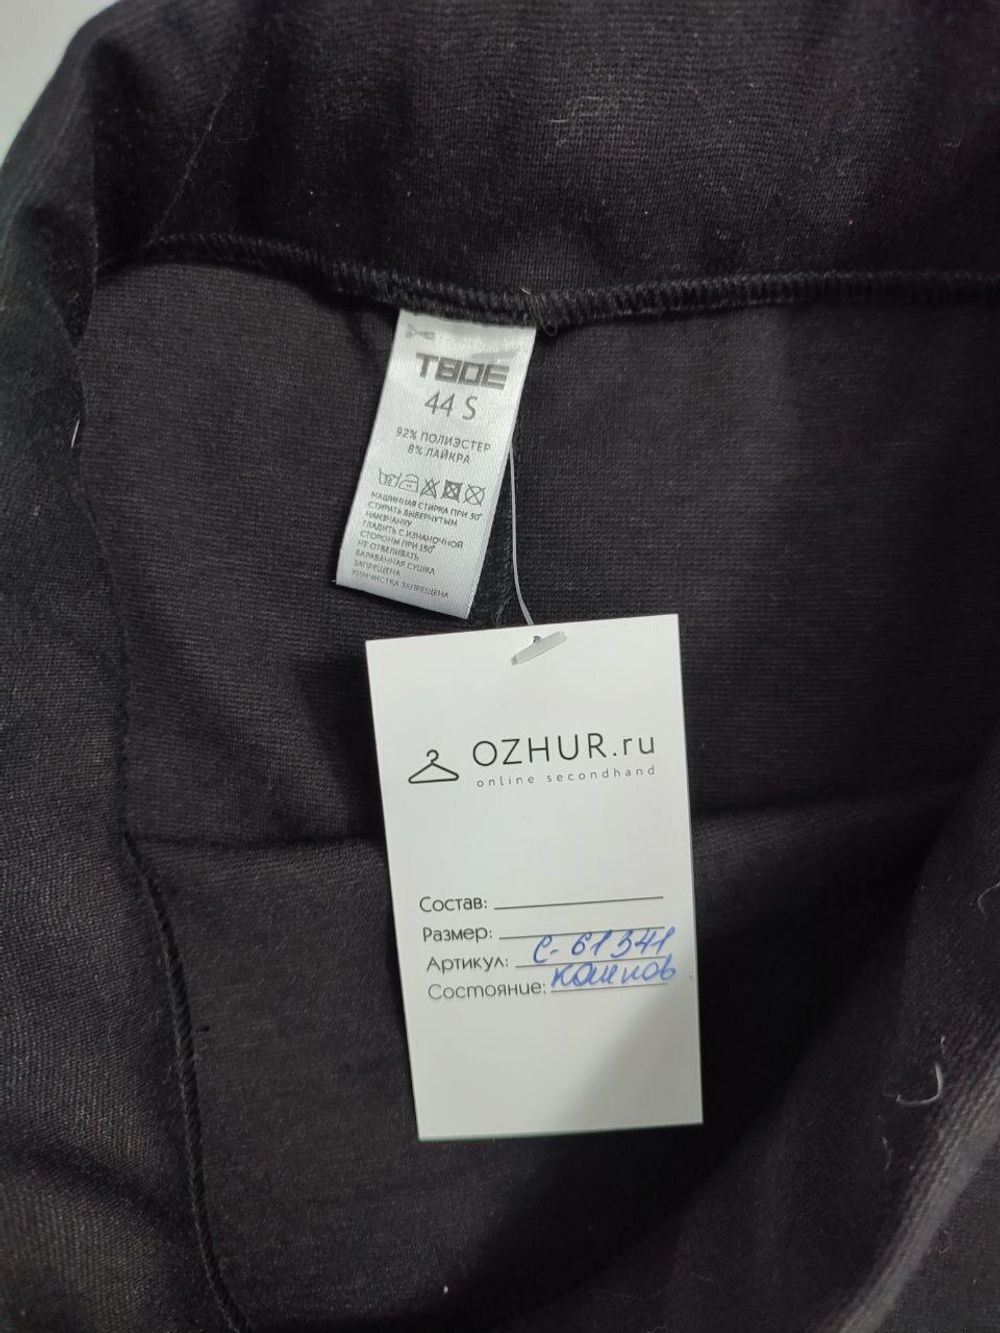 ТВОЕ
44 S
92% ПОЛИЭСТЕР
8% ЛАЙКРА
МАШИННАЯ СТИРКА ПРИ 30°
СТИРАТЬ ВЫВЕРНУТЫМ
НАИЗНАНКУ
ГЛАДИТЬ С ИЗНАНОЧНОЙ
СТОРОНЫ ПРИ 150°
НЕ ОТБЕЛИВАТЬ
БАРАБАННАЯ СУШКА
ЗАПРЕЩЕНА
ХИМЧИСТКА ЗАПРЕЩЕНА
OZHUR.ru
online secondhand
Состав:
Размер:
Артикул: С-61341
Состояние: